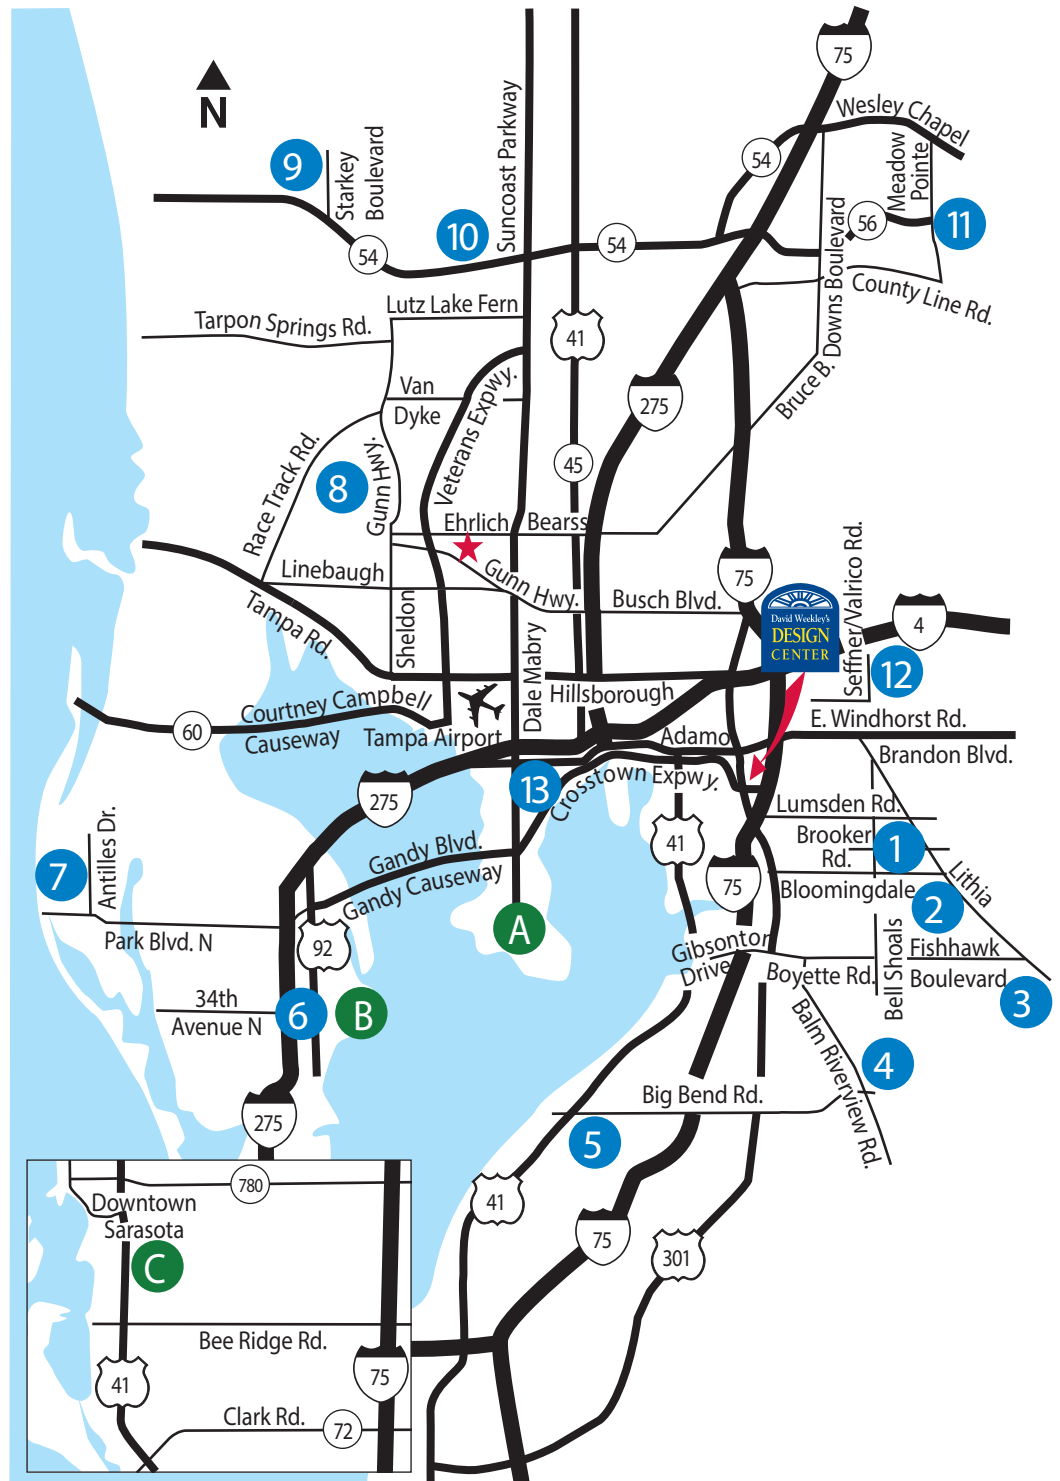 75
Wesley Chapel
N
Suncoast Parkway
9
Starkey
Boulevard
54
Meadow
Pointe
10
54
54
56
11
Bruce B. Downs Boulevard
County Line Rd.
Lutz Lake Fern
Tarpon Springs Rd.
41
Van
Dyke
Veterans Expwy.
275
Race Track Rd.
Gunn Hwy.
8
45
Ehrlich
Bearss
Seffner/Valrico Rd.
Linebaugh
Gunn Hwy.
75
Busch Blvd.
Tampa Rd.
Sheldon
Dale Mabry
David Weekley's
DESIGN
CENTER
4
12
Hillsborough
Courtney Campbell
Causeway
60
Tampa Airport
Adamo
E. Windhorst Rd.
Brandon Blvd.
275
13
Crosstown Expwy.
Lumsden Rd.
Antilles Dr.
7
Gandy Blvd.
Gandy Causeway
41
Brooker
Rd.
1
75
Bloomingdale
Lithia
2
A
Park Blvd. N
92
Gibsonton
Drive
Boyette Rd.
Bell Shoals
Fishhawk
Boulevard
3
34th
Avenue N
6
B
Balm Riverview Rd.
4
Big Bend Rd.
275
5
780
Downtown
Sarasota
41
75
301
C
Bee Ridge Rd.
41
75
Clark Rd.
72